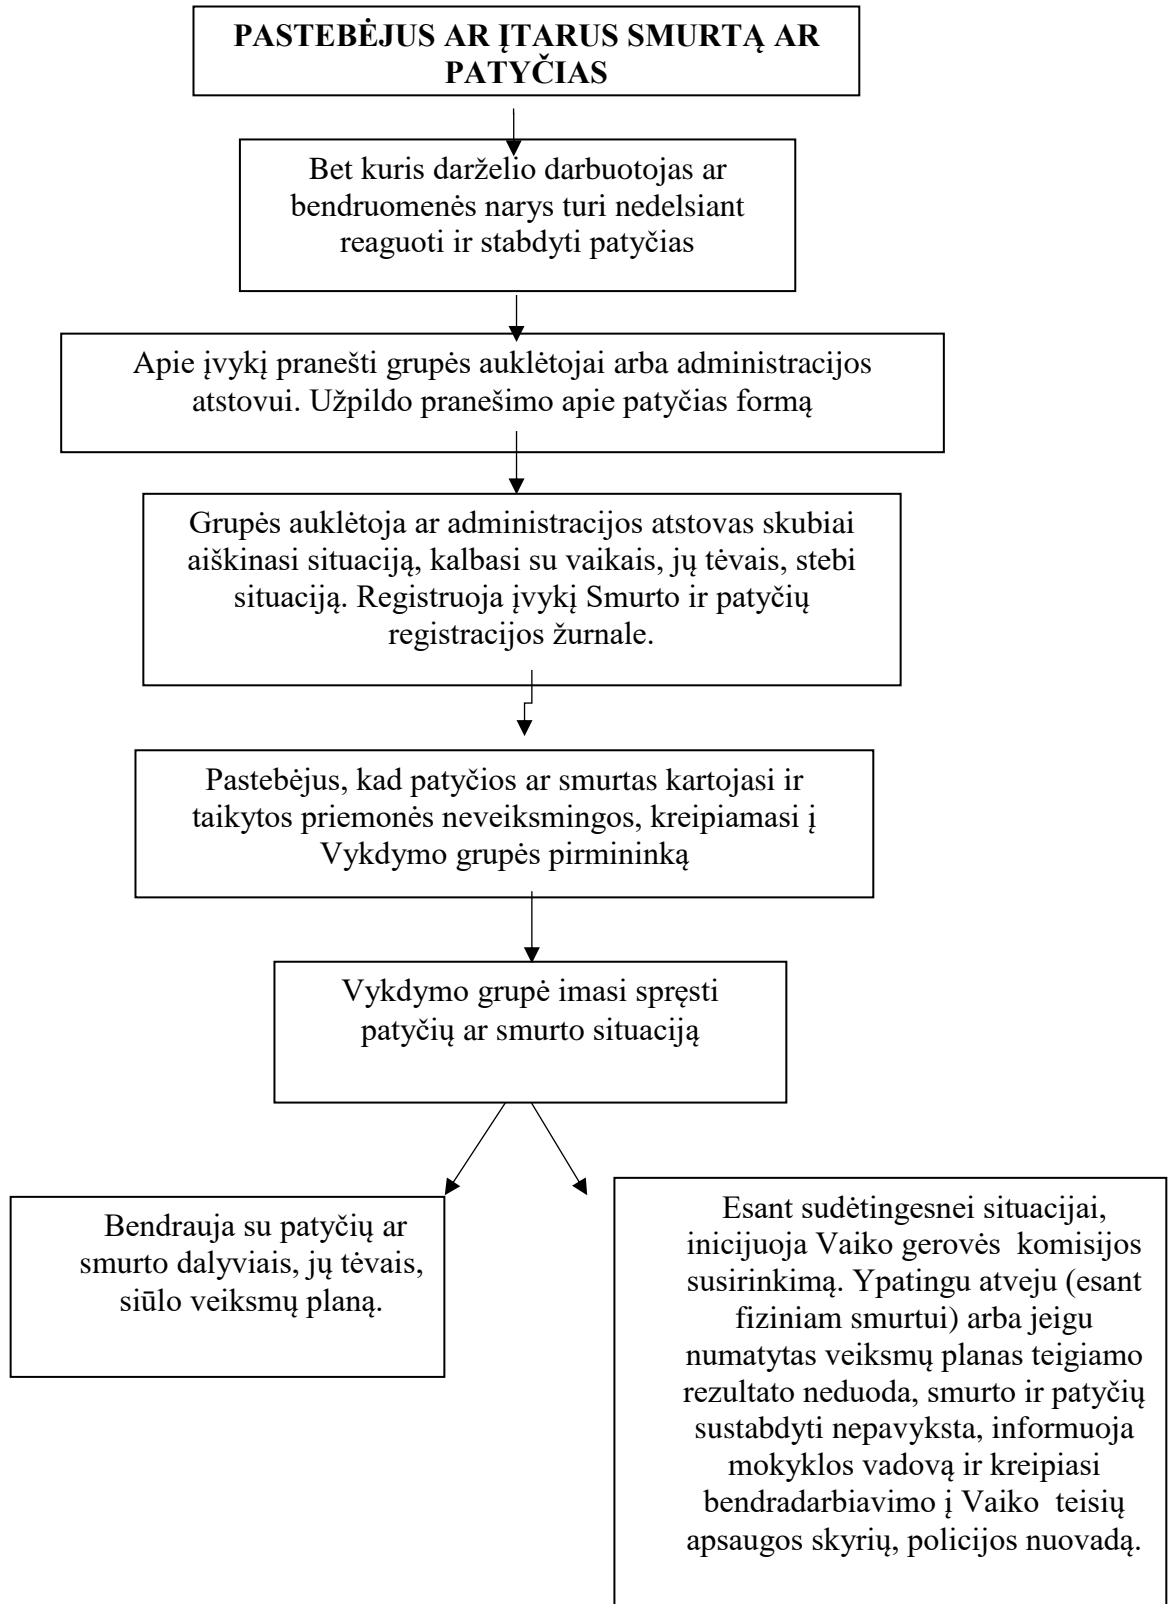 PASTEBĖJUS AR ĮTARUS SMURTĄ AR
PATYČIAS
Bet kuris darželio darbuotojas ar
bendruomenės narys turi nedelsiant
reaguoti ir stabdyti patyčias
Apie įvykį pranešti grupės auklėtojai arba administracijos
atstovui. Užpildo pranešimo apie patyčias formą
Grupės auklėtoja ar administracijos atstovas skubiai
aiškinasi situaciją, kalbasi su vaikais, jų tėvais, stebi
situaciją. Registruoja įvykį Smurto ir patyčių
registracijos žurnale.
Pastebėjus, kad patyčios ar smurtas kartojasi ir
taikytos priemonės neveiksmingos, kreipiamasi į
Vykdymo grupės pirmininką
Vykdymo grupė imasi spręsti
patyčių ar smurto situaciją
Bendrauja su patyčių ar
smurto dalyviais, jų tėvais,
siūlo veiksmų planą.
Esant sudėtingesnei situacijai,
inicijuoja Vaiko gerovės komisijos
susirinkimą. Ypatingu atveju (esant
fiziniam smurtui) arba jeigu
numatytas veiksmų planas teigiamo
rezultato neduoda, smurto ir patyčių
sustabdyti nepavyksta, informuoja
mokyklos vadovą ir kreipiasi
bendradarbiavimo į Vaiko teisių
apsaugos skyrių, policijos nuovadą.